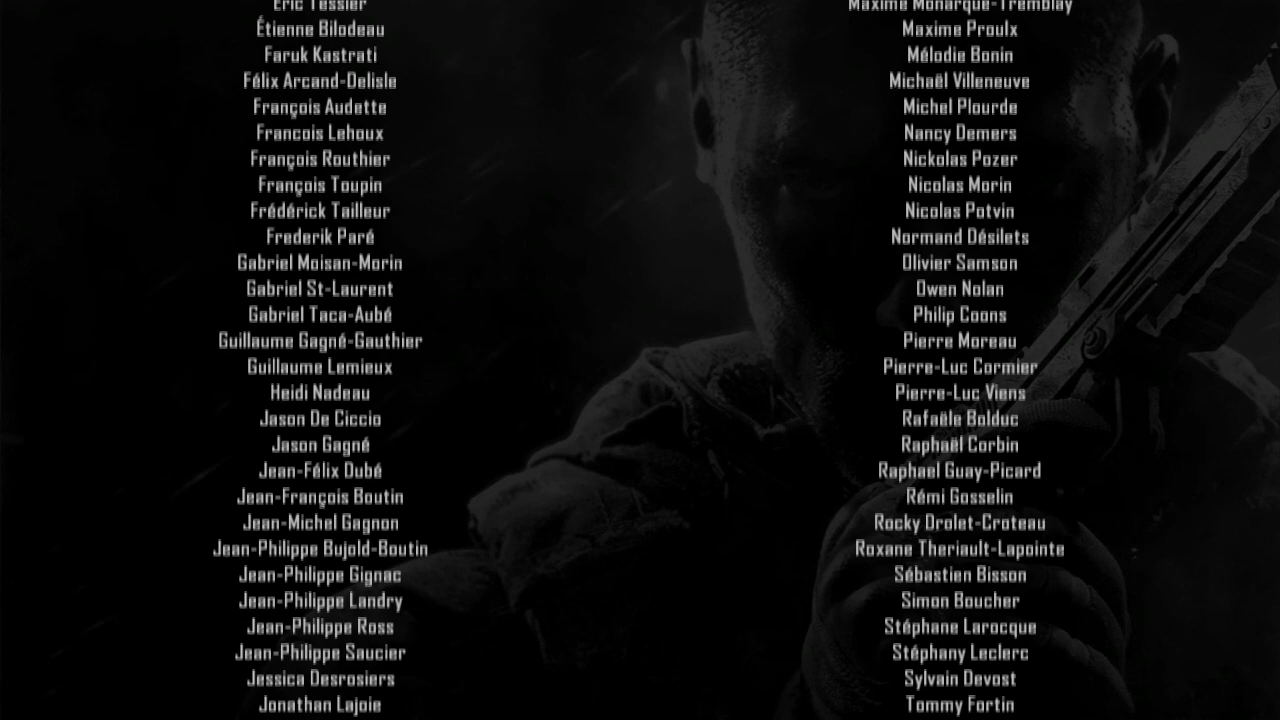 Eric Tessier
Étienne Bilodeau
Faruk Kastrati
Félix Arcand-Delisle
François Audette
Francois Lehoux
François Routhier
François Toupin
Frédérick Tailleur
Frederik Paré
Gabriel Moisan-Morin
Gabriel St-Laurent
Gabriel Taca-Aubé
Guillaume Gagné-Gauthier
Guillaume Lemieux
Heidi Nadeau
Jason De Ciccio
Jason Gagné
Jean-Félix Dubé
Jean-François Boutin
Jean-Michel Gagnon
Jean-Philippe Bujold-Boutin
Jean-Philippe Gignac
Jean-Philippe Landry
Jean-Philippe Ross
Jean-Philippe Saucier
Jessica Desrosiers
Jonathan Lajoie
Maxime Monarque-Tremblay
Maxime Proulx
Mélodie Bonin
Michaël Villeneuve
Michel Plourde
Nancy Demers
Nickolas Pozer
Nicolas Morin
Nicolas Potvin
Normand Désilets
Olivier Samson
Owen Nolan
Philip Coons
Pierre Moreau
Pierre-Luc Cormier
Pierre-Luc Viens
Rafaële Bolduc
Raphaël Corbin
Raphael Guay-Picard
Rémi Gosselin
Rocky Drolet-Croteau
Roxane Theriault-Lapointe
Sébastien Bisson
Simon Boucher
Stéphane Larocque
Stéphany Leclerc
Sylvain Devost
Tommy Fortin